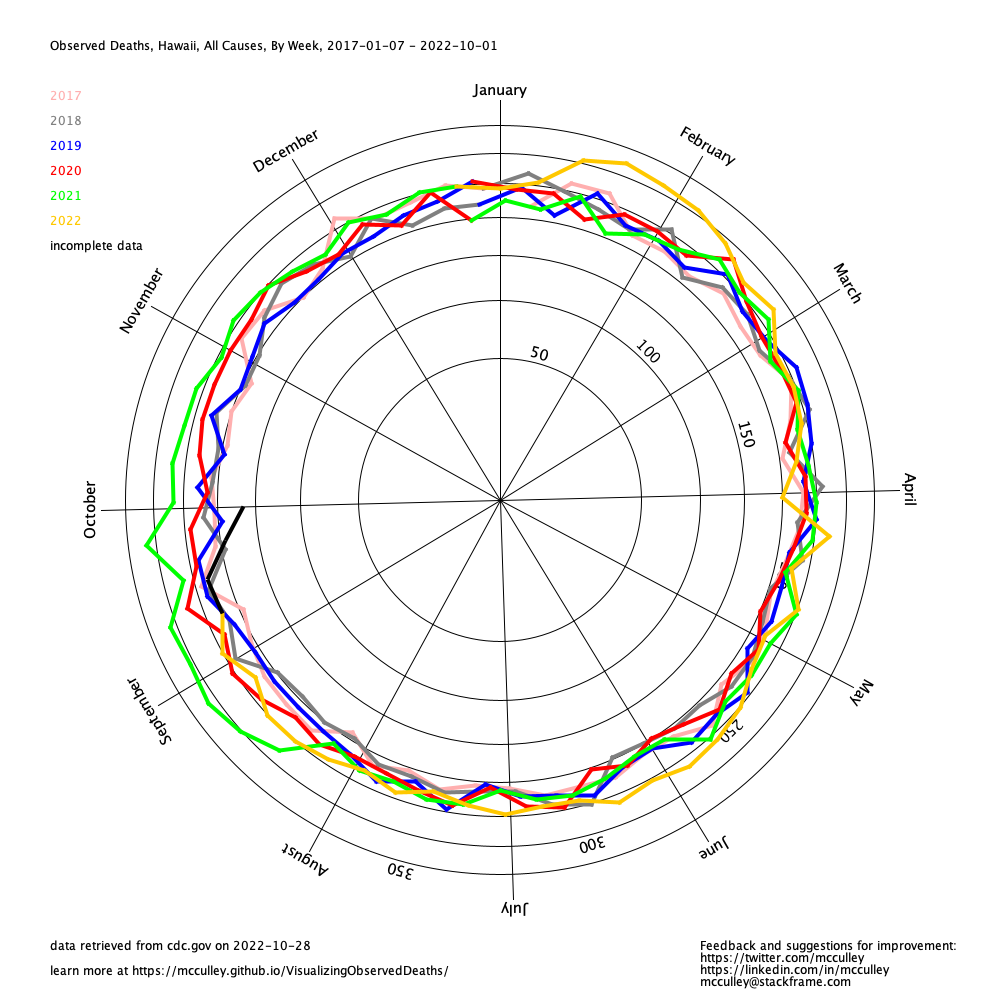 Observed Deaths, Hawaii, All Causes, By Week, 2017-01-07 - 2022-10-01
January
2017
2018
2019
2020
2021
2022
incomplete data
December
February
November
March
50
100
150
October
April
September
May
250
August
350
300
June
July
data retrieved from cdc.gov on 2022-10-28
learn more at https://mcculley.github.io/VisualizingObservedDeaths/
Feedback and suggestions for improvement:
https://twitter.com/mcculley
https://linkedin.com/in/mcculley
mcculley@stackframe.com